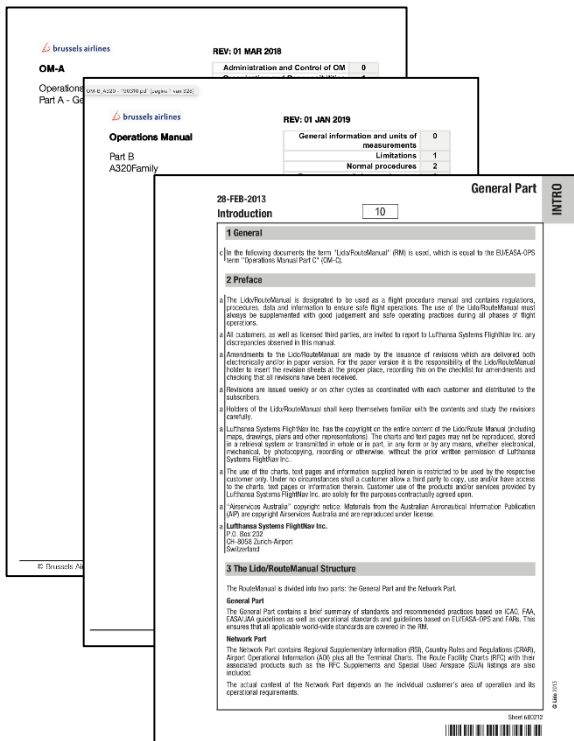 brussels airlines
REV: 01 MAR 2018
OM-A
Administration and Control of OM 0
Operations
Part A - Ge
brussels airlines
REV: 01 JAN 2019
Operations Manual
General information and units of
measurements 0
Part B
Limitations 1
A320Family
Normal procedures 2
General Part
INTRO
28-FEB-2013
Introduction
10
1 General
c In the following documents the term "Lido/RouteManual" (RM) is used, which is equal to the EU/EASA-OPS
term "Operations Manual Part C" (OM-C).
2 Preface
a The Lido/RouteManual is designated to be used as a flight procedure manual and contains regulations,
procedures, data and information to ensure safe flight operations. The use of the Lido/RouteManual must
always be supplemented with good judgement and safe operating practices during all phases of flight
operations.
a All customers, as well as licensed third parties, are invited to report to Lufthansa Systems FlightNav Inc. any
discrepancies observed in this manual.
a Amendments to the Lido/RouteManual are made by the issuance of revisions which are delivered both
electronically and/or in paper version. For the paper version it is the responsibility of the Lido/RouteManual
holder to insert the revision sheets at the proper place, recording this on the checklist for amendments and
checking that all revisions have been received.
a Revisions are issued weekly or on other cycles as coordinated with each customer and distributed to the
subscribers.
a Holders of the Lido/RouteManual shall keep themselves familiar with the contents and study the revisions
carefully.
a Lufthansa Systems FlightNav Inc. has the copyright on the entire content of the Lido/Route Manual (including
maps, drawings, plans and other representations). The charts and text pages may not be reproduced, stored
in a retrieval system or transmitted in whole or in part, in any form or by any means, whether electronical,
mechanical, by photocopying, recording or otherwise, without the prior written permission of Lufthansa
Systems FlightNav Inc..
a The use of the charts, text pages and information supplied herein is restricted to be used by the respective
customer only. Under no circumstances shall a customer allow a third party to copy, use and/or have access
to the charts, text pages or information therein. Customer use of the products and/or services provided by
Lufthansa Systems FlightNav Inc. are solely for the purposes contractually agreed upon.
a "Airservices Australia" copyright notice: Materials from the Australian Aeronautical Information Publication
(AIP) are copyright Airservices Australia and are reproduced under license.
a Lufthansa Systems FlightNav Inc.
P.O. Box 232
CH-8058 Zurich-Airport
Switzerland
3 The Lido/RouteManual Structure
The RouteManual is divided into two parts: the General Part and the Network Part.
General Part
The General Part contains a brief summary of standards and recommended practices based on ICAO, FAA,
EASA/JAA guidelines as well as operational standards and guidelines based on EU/EASA-OPS and FARs. This
ensures that all applicable world-wide standards are covered in the RM.
Network Part
The Network Part contains Regional Supplementary Information (RSI), Country Rules and Regulations (CRAR),
Airport Operational Information (AOI) plus all the Terminal Charts. The Route Facility Charts (RFC) with their
associated products such as the RFC Supplements and Special Used Airspace (SUA) listings are also
included.
The actual content of the Network Part depends on the individual customer's area of operation and its
operational requirements.
© Brussels Ai
© Lido 2013
Sheet 680212